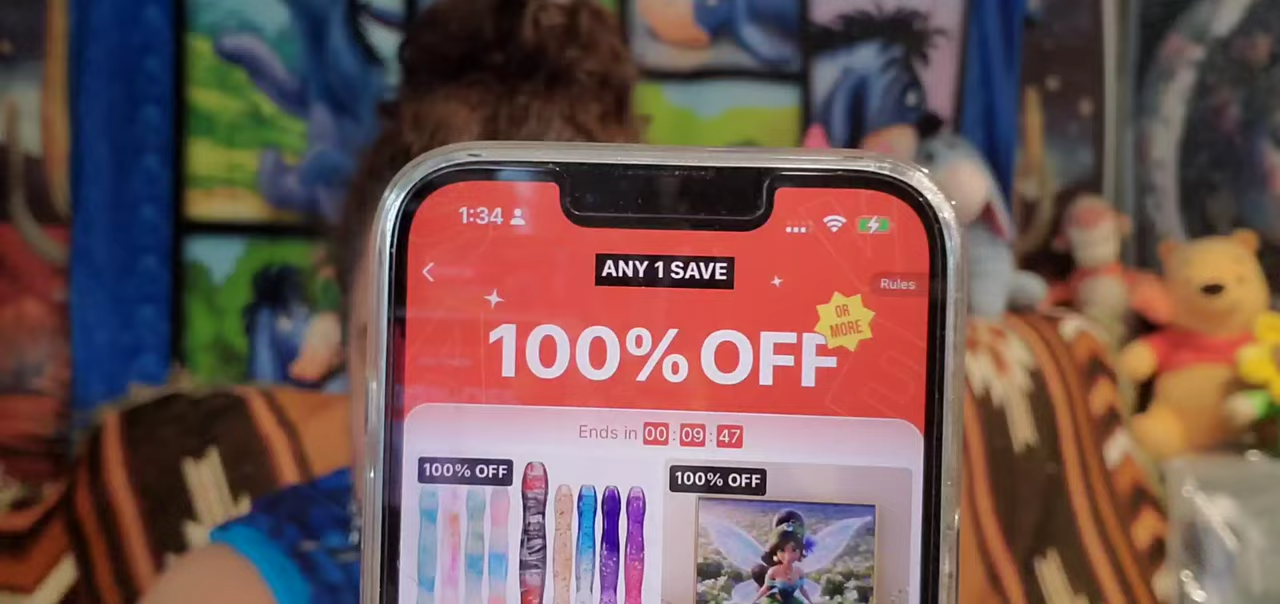 1:34
ANY 1 SAVE
Rules
OR
MORE
100% OFF
Ends in 00:09:47
100% OFF
100% OFF